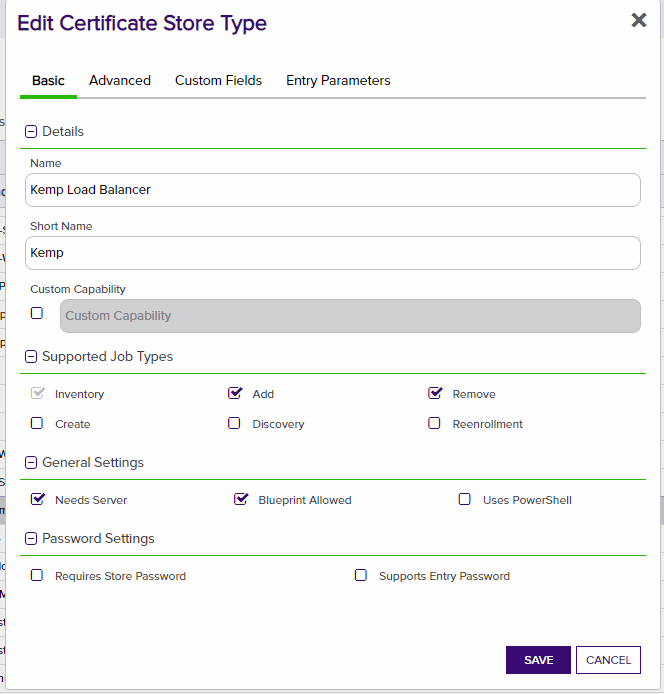 Edit Certificate Store Type
Basic Advanced Custom Fields Entry Parameters
Details
Name
Kemp Load Balancer
Short Name
Kemp
Custom Capability
Custom Capability
Supported Job Types
Inventory Add Remove
Create Discovery Reenrollment
General Settings
Needs Server Blueprint Allowed Uses PowerShell
Password Settings
Requires Store Password Supports Entry Password
SAVE CANCEL